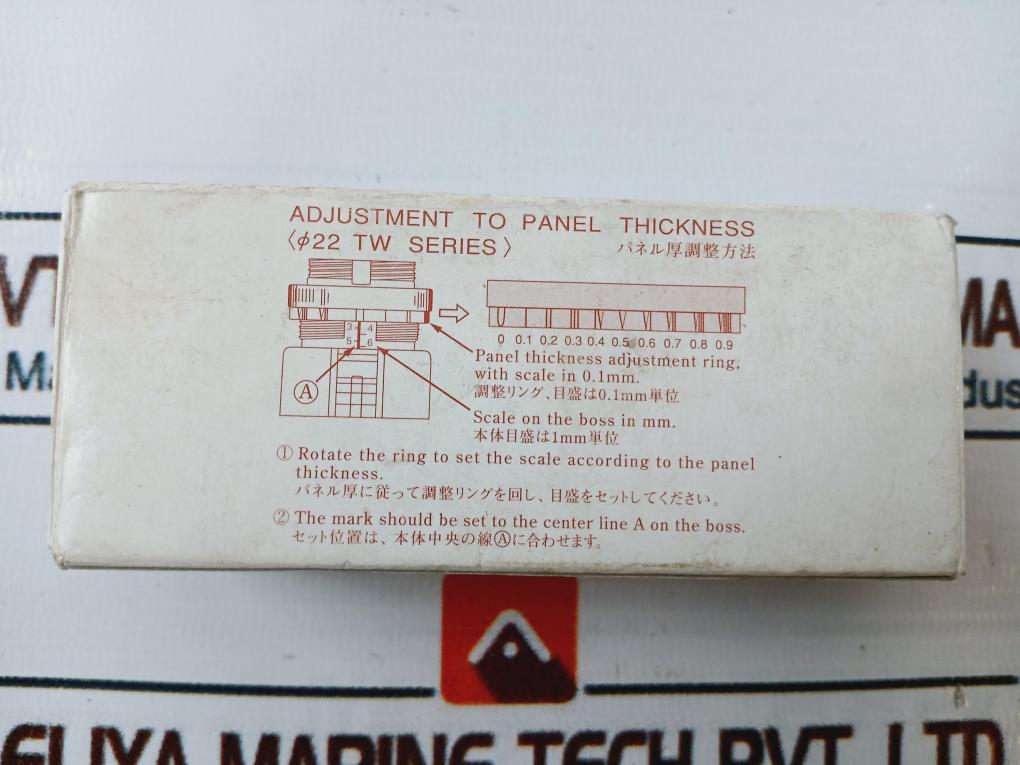 ADJUSTMENT TO PANEL THICKNESS
〈φ22 TW SERIES〉
パネル厚調整方法
3 4
5 6
A
0 0.1 0.2 0.3 0.4 0.5 0.6 0.7 0.8 0.9
Panel thickness adjustment ring,
with scale in 0.1mm.
調整リング、目盛は0.1mm単位
Scale on the boss in mm.
本体目盛は1mm単位
① Rotate the ring to set the scale according to the panel
thickness.
パネル厚に従って調整リングを回し、目盛をセットしてください。
② The mark should be set to the center line A on the boss.
セット位置は、本体中央の線Ⓐに合わせます。
ELIYA MARINE TECH PVT. LTD